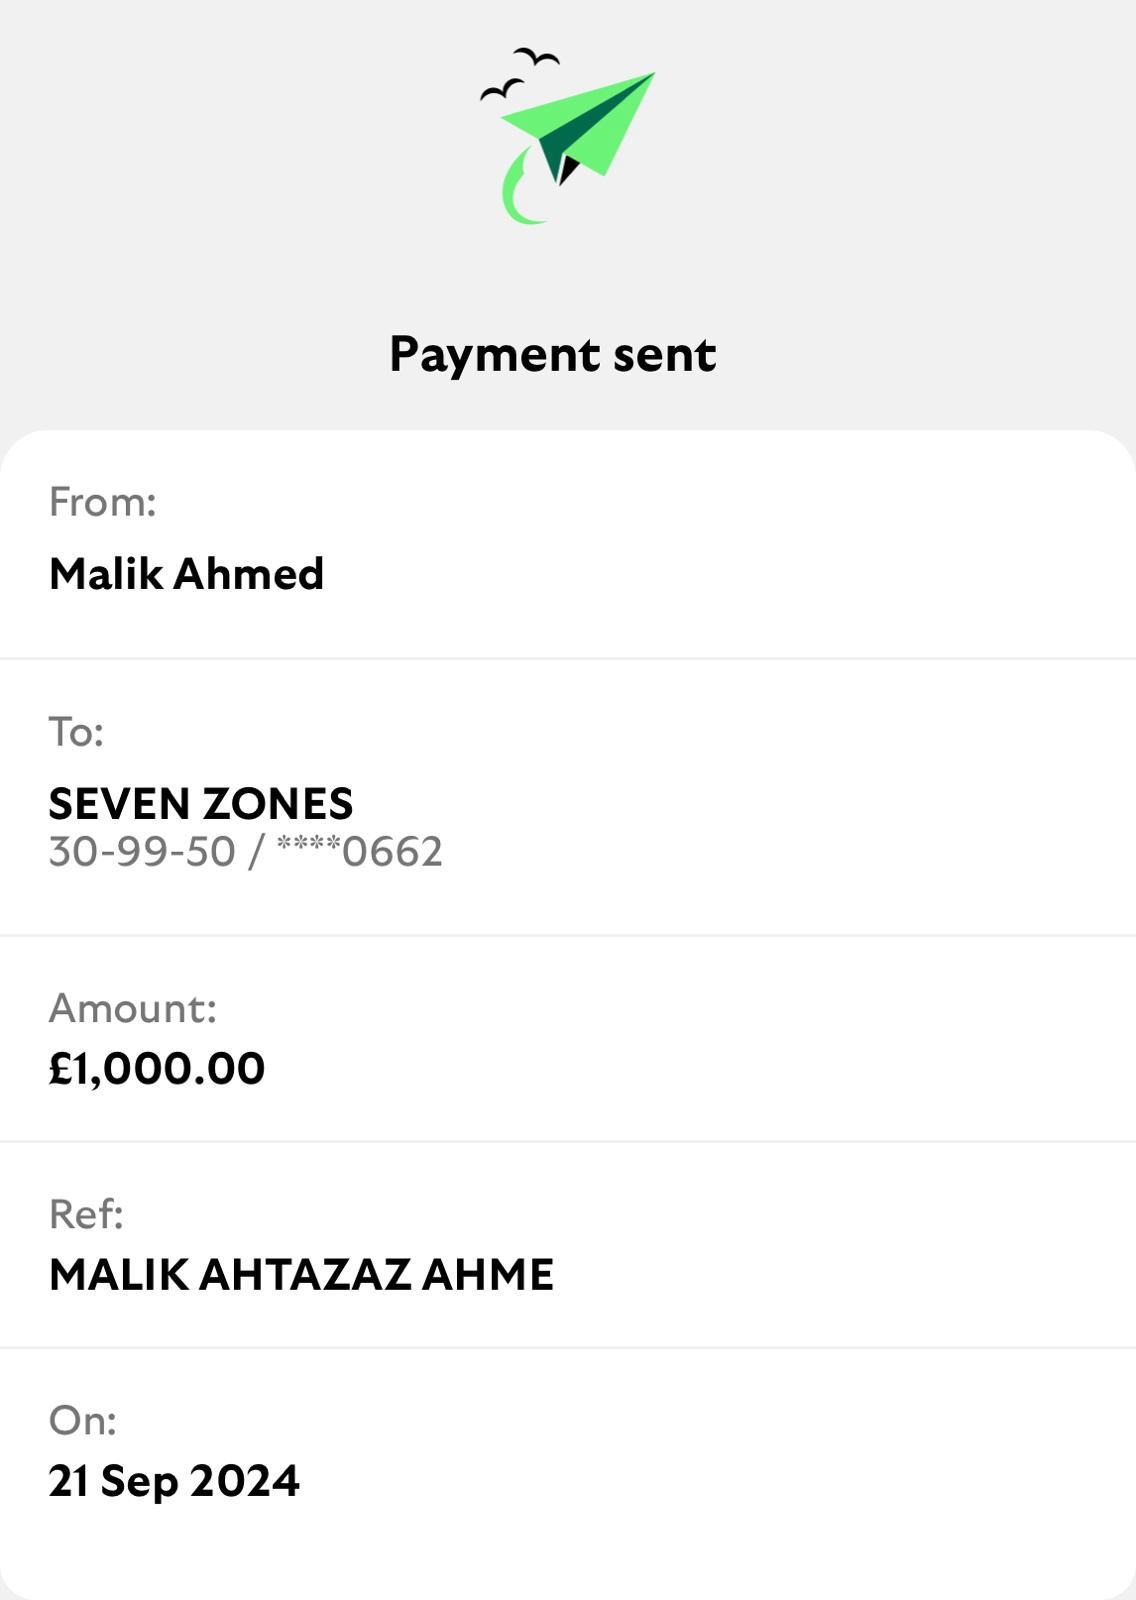 Payment sent
From:
Malik Ahmed
To:
SEVEN ZONES
30-99-50 / ****0662
Amount:
£1,000.00
Ref:
MALIK AHTAZAZ AHME
On:
21 Sep 2024